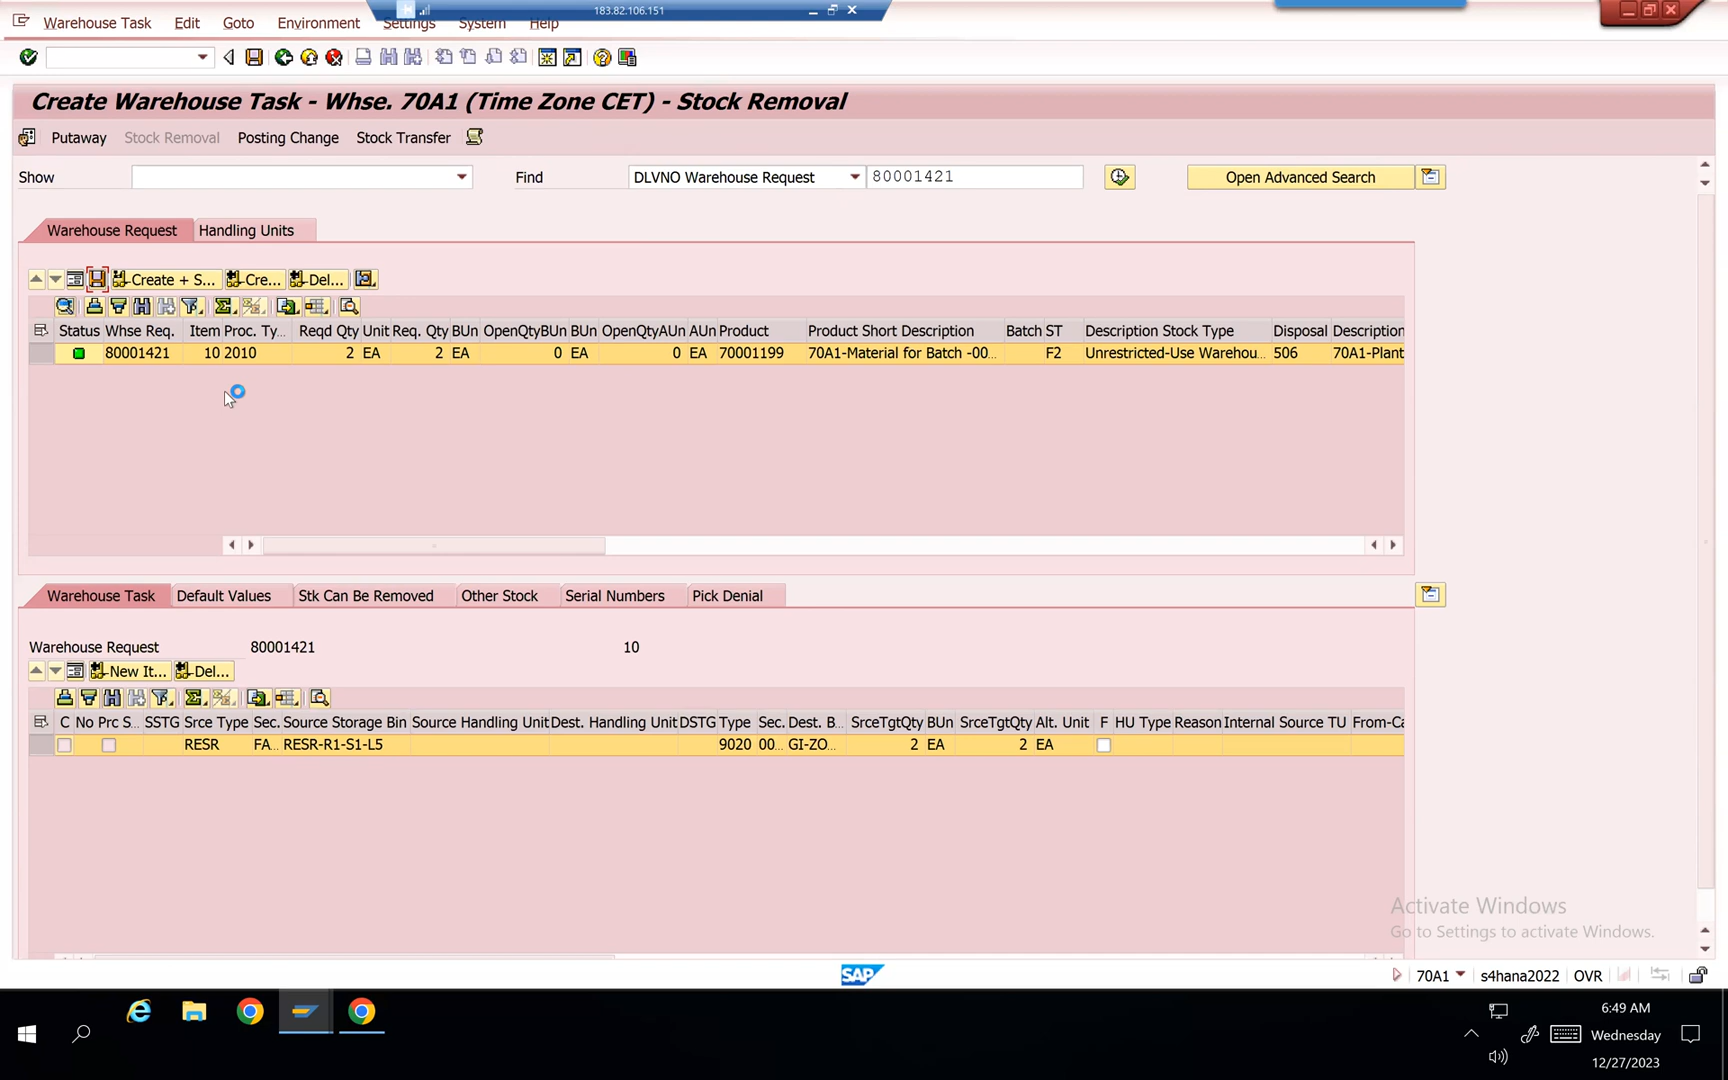 183.82.106.151
Warehouse Task Edit Goto Environment Settings System Help
Create Warehouse Task - Whse. 70A1 (Time Zone CET) - Stock Removal
Putaway Stock Removal Posting Change Stock Transfer
Show Find DLVNO Warehouse Request 80001421 Open Advanced Search
Warehouse Request Handling Units
Create + S... Cre... Del...
Status Whse Req. Item Proc. Ty... Reqd Qty Unit Req. Qty BUn OpenQtyBUn BUn OpenQtyAUn AUn Product Product Short Description Batch ST Description Stock Type Disposal Description
80001421 10 2010 2 EA 2 EA 0 EA 0 EA 70001199 70A1-Material for Batch -00... F2 Unrestricted-Use Warehou... 506 70A1-Plant
Warehouse Task Default Values Stk Can Be Removed Other Stock Serial Numbers Pick Denial
Warehouse Request 80001421 10
New It... Del...
C No Prc S... SSTG Srce Type Sec. Source Storage Bin Source Handling Unit Dest. Handling Unit DSTG Type Sec. Dest. B... SrceTgtQty BUn SrceTgtQty Alt. Unit F HU Type Reason Internal Source TU From-Ca
RESR FA... RESR-R1-S1-L5 9020 00... GI-ZO... 2 EA 2 EA
Activate Windows
Go to Settings to activate Windows.
SAP 70A1 s4hana2022 OVR
6:49 AM
Wednesday
12/27/2023